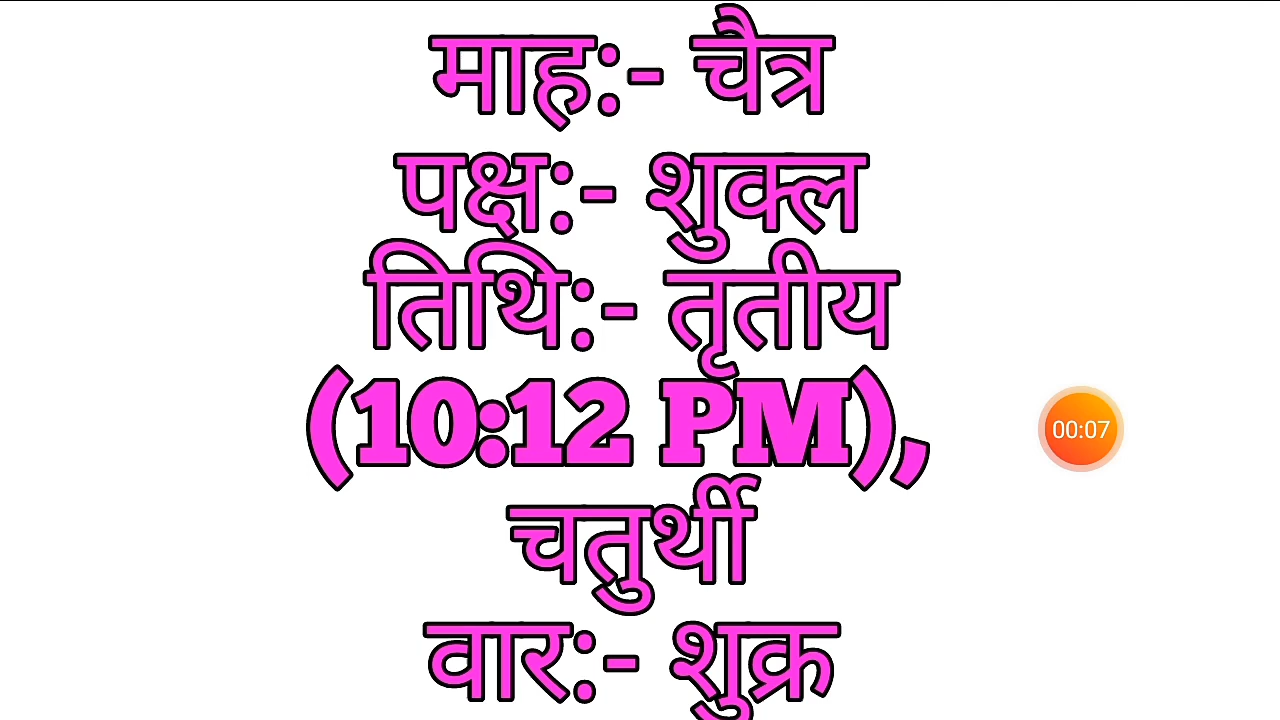 माह:- चैत्र
पक्ष:- शुक्ल
तिथि:- तृतीय
(10:12 PM),
चतुर्थी
वार:- शुक्र
00:07